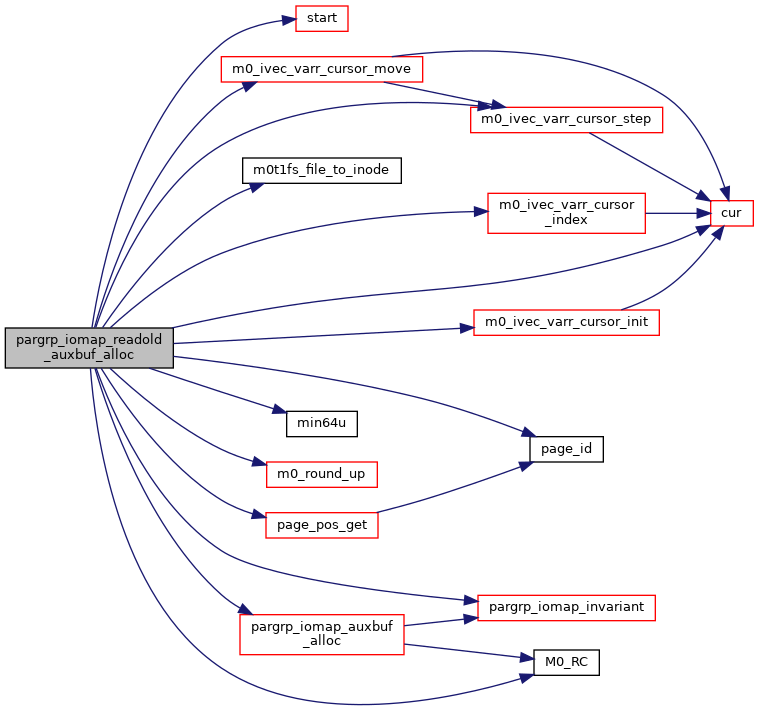 start
m0_ivec_varr_cursor_move
m0_ivec_varr_cursor_step
m0t1fs_file_to_inode
m0_ivec_varr_cursor
_index
cur
m0_ivec_varr_cursor_init
pargrp_iomap_readold
_auxbuf_alloc
min64u
page_id
m0_round_up
page_pos_get
pargrp_iomap_invariant
pargrp_iomap_auxbuf
_alloc
M0_RC